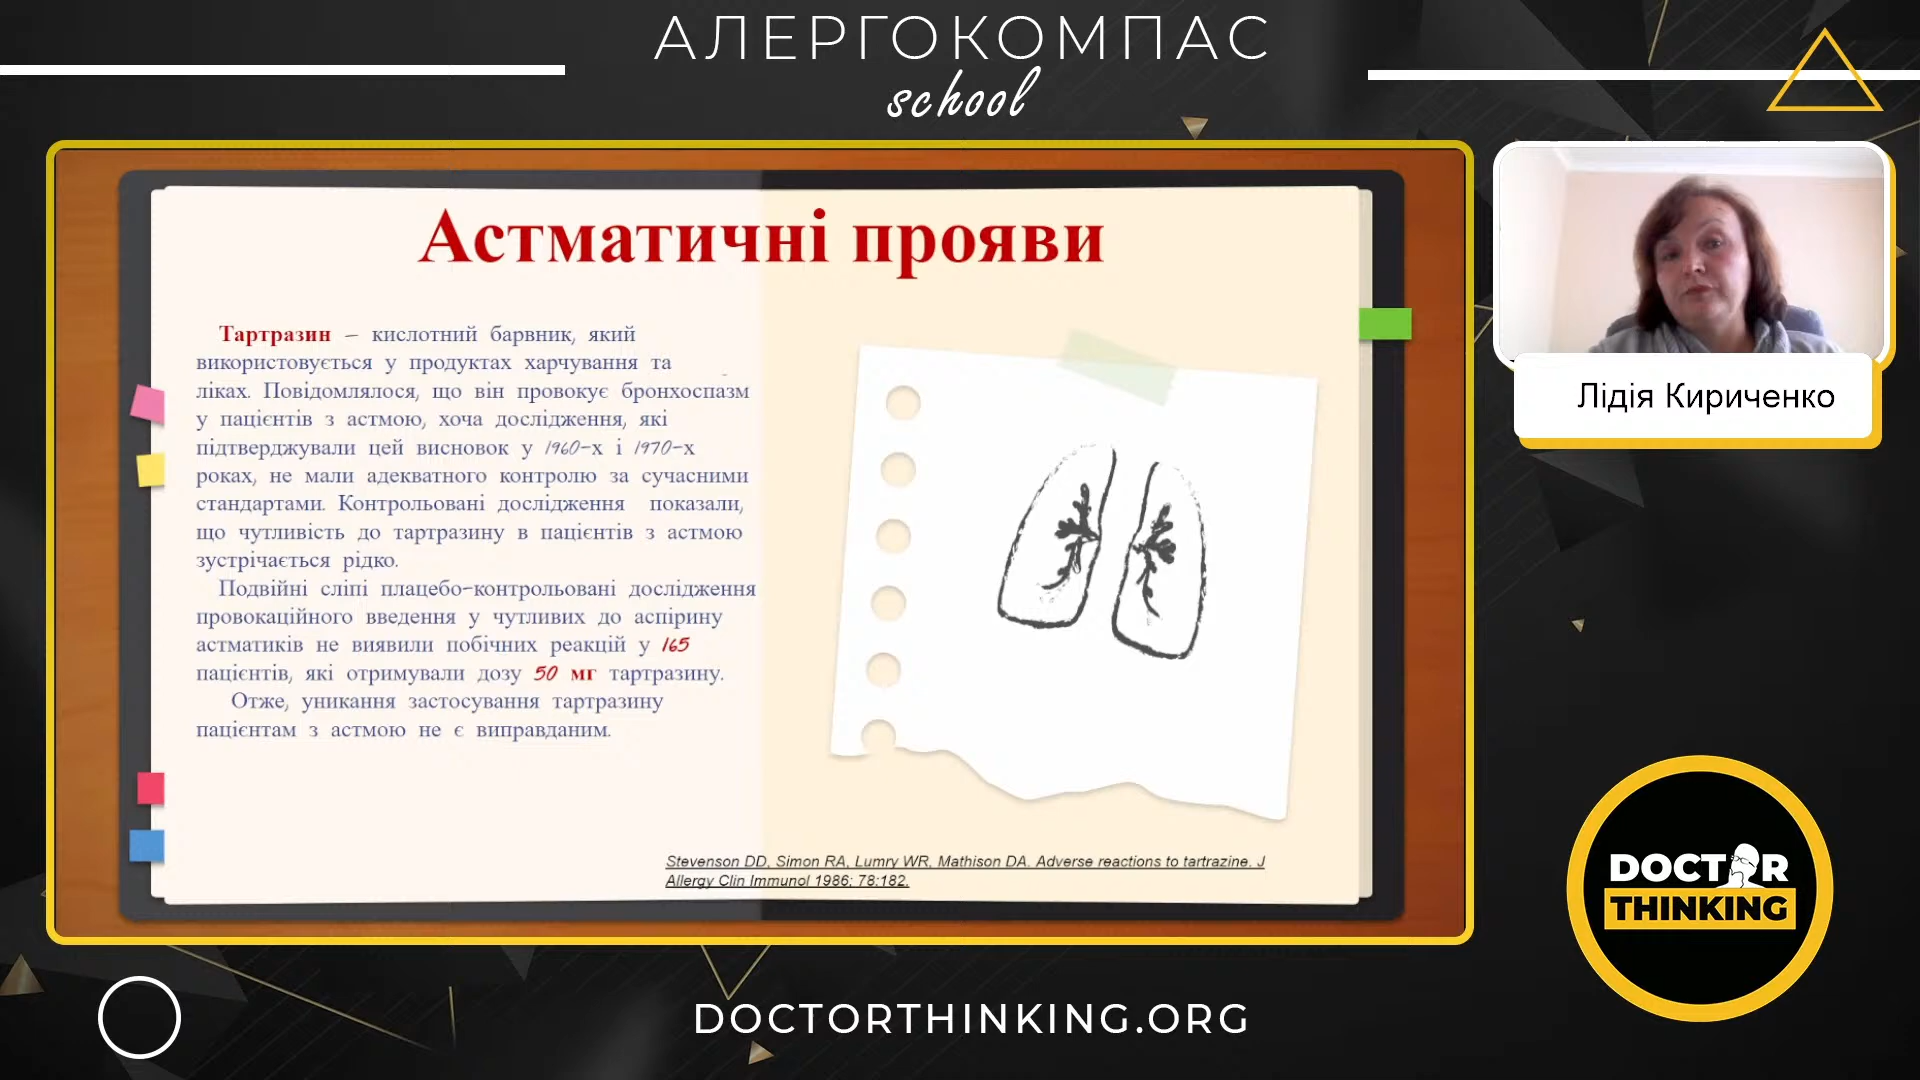 АЛЕРГОКОМПАС
school
Астматичні прояви
Тартразин – кислотний барвник, який
використовується у продуктах харчування та
ліках. Повідомлялося, що він провокує бронхоспазм
у пацієнтів з астмою, хоча дослідження, які
підтверджували цей висновок у 1960-х і 1970-х
роках, не мали адекватного контролю за сучасними
стандартами. Контрольовані дослідження показали,
що чутливість до тартразину в пацієнтів з астмою
зустрічається рідко.
Подвійні сліпі плацебо-контрольовані дослідження
провокаційного введення у чутливих до аспірину
астматиків не виявили побічних реакцій у 165
пацієнтів, які отримували дозу 50 мг тартразину.
Отже, уникання застосування тартразину
пацієнтам з астмою не є виправданим.
Stevenson DD, Simon RA, Lumry WR, Mathison DA. Adverse reactions to tartrazine. J
Allergy Clin Immunol 1986; 78:182.
Лідія Кириченко
DOCTOR
THINKING
DOCTORTHINKING.ORG